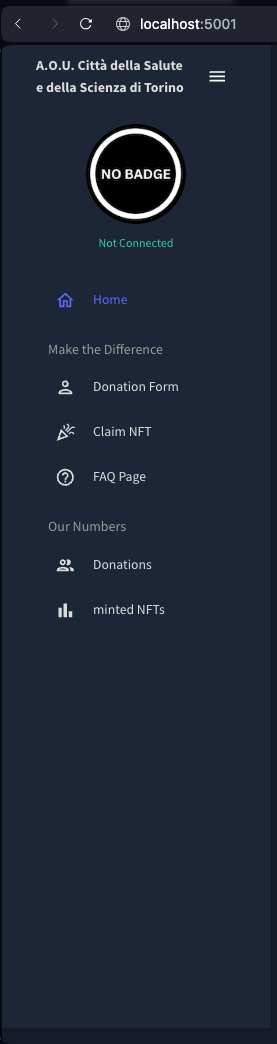 localhost:5001
A.O.U. Città della Salute
e della Scienza di Torino
NO BADGE
Not Connected
Home
Make the Difference
Donation Form
Claim NFT
FAQ Page
Our Numbers
Donations
minted NFTs